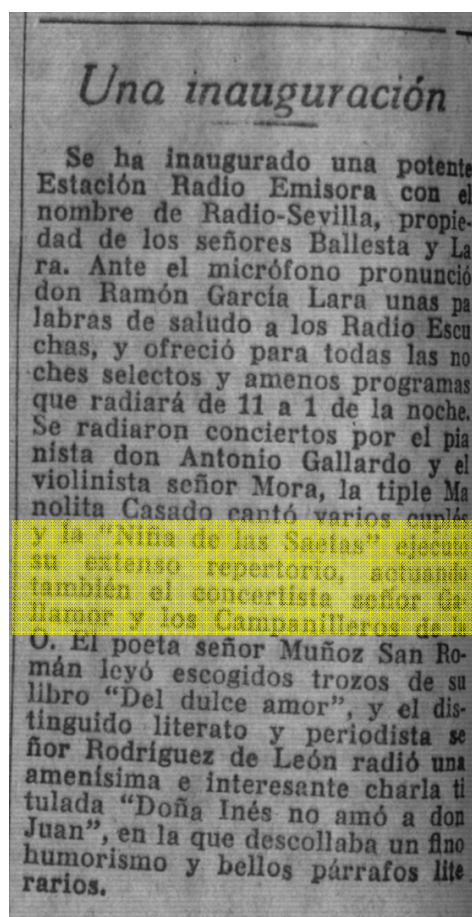 Una inauguración
Se ha inaugurado una potente
Estación Radio Emisora con el
nombre de Radio-Sevilla, propie-
dad de los señores Ballesta y La
ra. Ante el micrófono pronunció
don Ramón García Lara unas pa
labras de saludo a los Radio Escu
chas, y ofreció para todas las no
ches selectos y amenos programas
que radiará de 11 a 1 de la noche.
Se radiaron conciertos por el pia
nista don Antonio Gallardo y el
violinista señor Mora, la tiple Ma
nolita Casado cantó varios cuplés
y la "Niña de las Saetas" ejecutó
su extenso repertorio, actuando
también el concertista señor Ga-
llamor y los Campanilleros de la
O. El poeta señor Muñoz San Ro-
mán leyó escogidos trozos de su
libro "Del dulce amor", y el dis-
tinguido literato y periodista se
ñor Rodríguez de León radió una
amenísima e interesante charla ti
tulada "Doña Inés no amó a don
Juan", en la que descollaba un fino
humorismo y bellos párrafos lite
rarios.